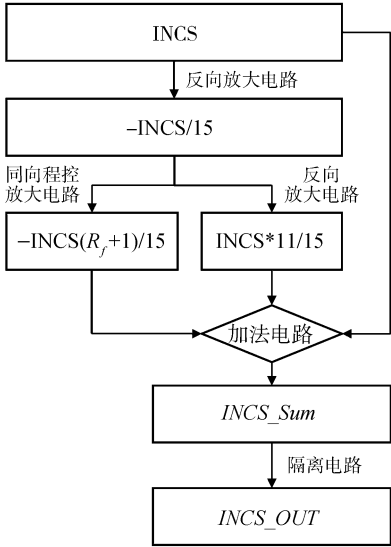 INCS
反向放大电路
–INCS/15
同向程控
放大电路
反向
放大电路
–INCS(R_f+1)/15
INCS*11/15
加法电路
INCS_Sum
隔离电路
INCS_OUT